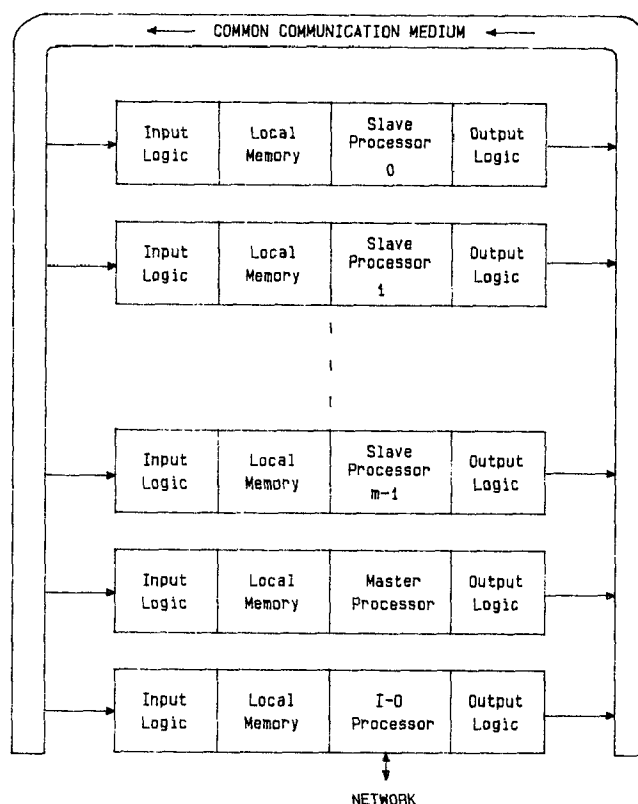 COMMON COMMUNICATION MEDIUM
Input Logic Local Memory Slave Processor 0 Output Logic
Input Logic Local Memory Slave Processor 1 Output Logic
Input Logic Local Memory Slave Processor m-1 Output Logic
Input Logic Local Memory Master Processor Output Logic
Input Logic Local Memory I-O Processor Output Logic
NETWORK